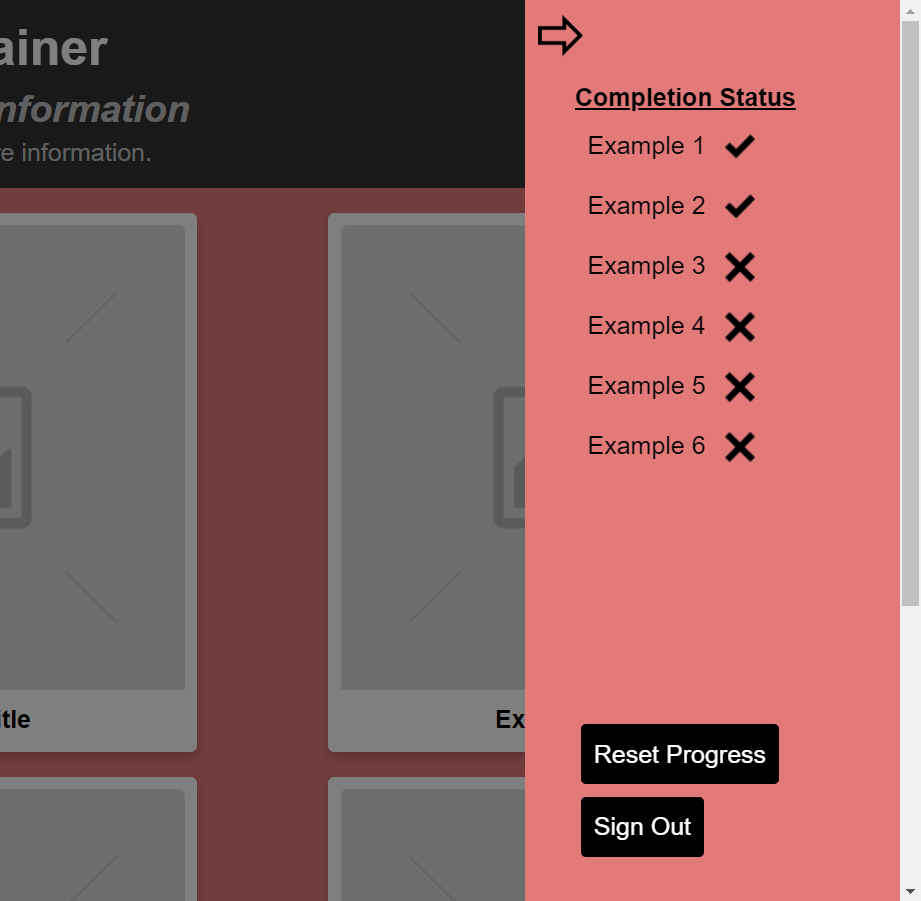 ainer
nformation
e information.
Completion Status
Example 1
Example 2
Example 3
Example 4
Example 5
Example 6
itle
Ex
Reset Progress
Sign Out